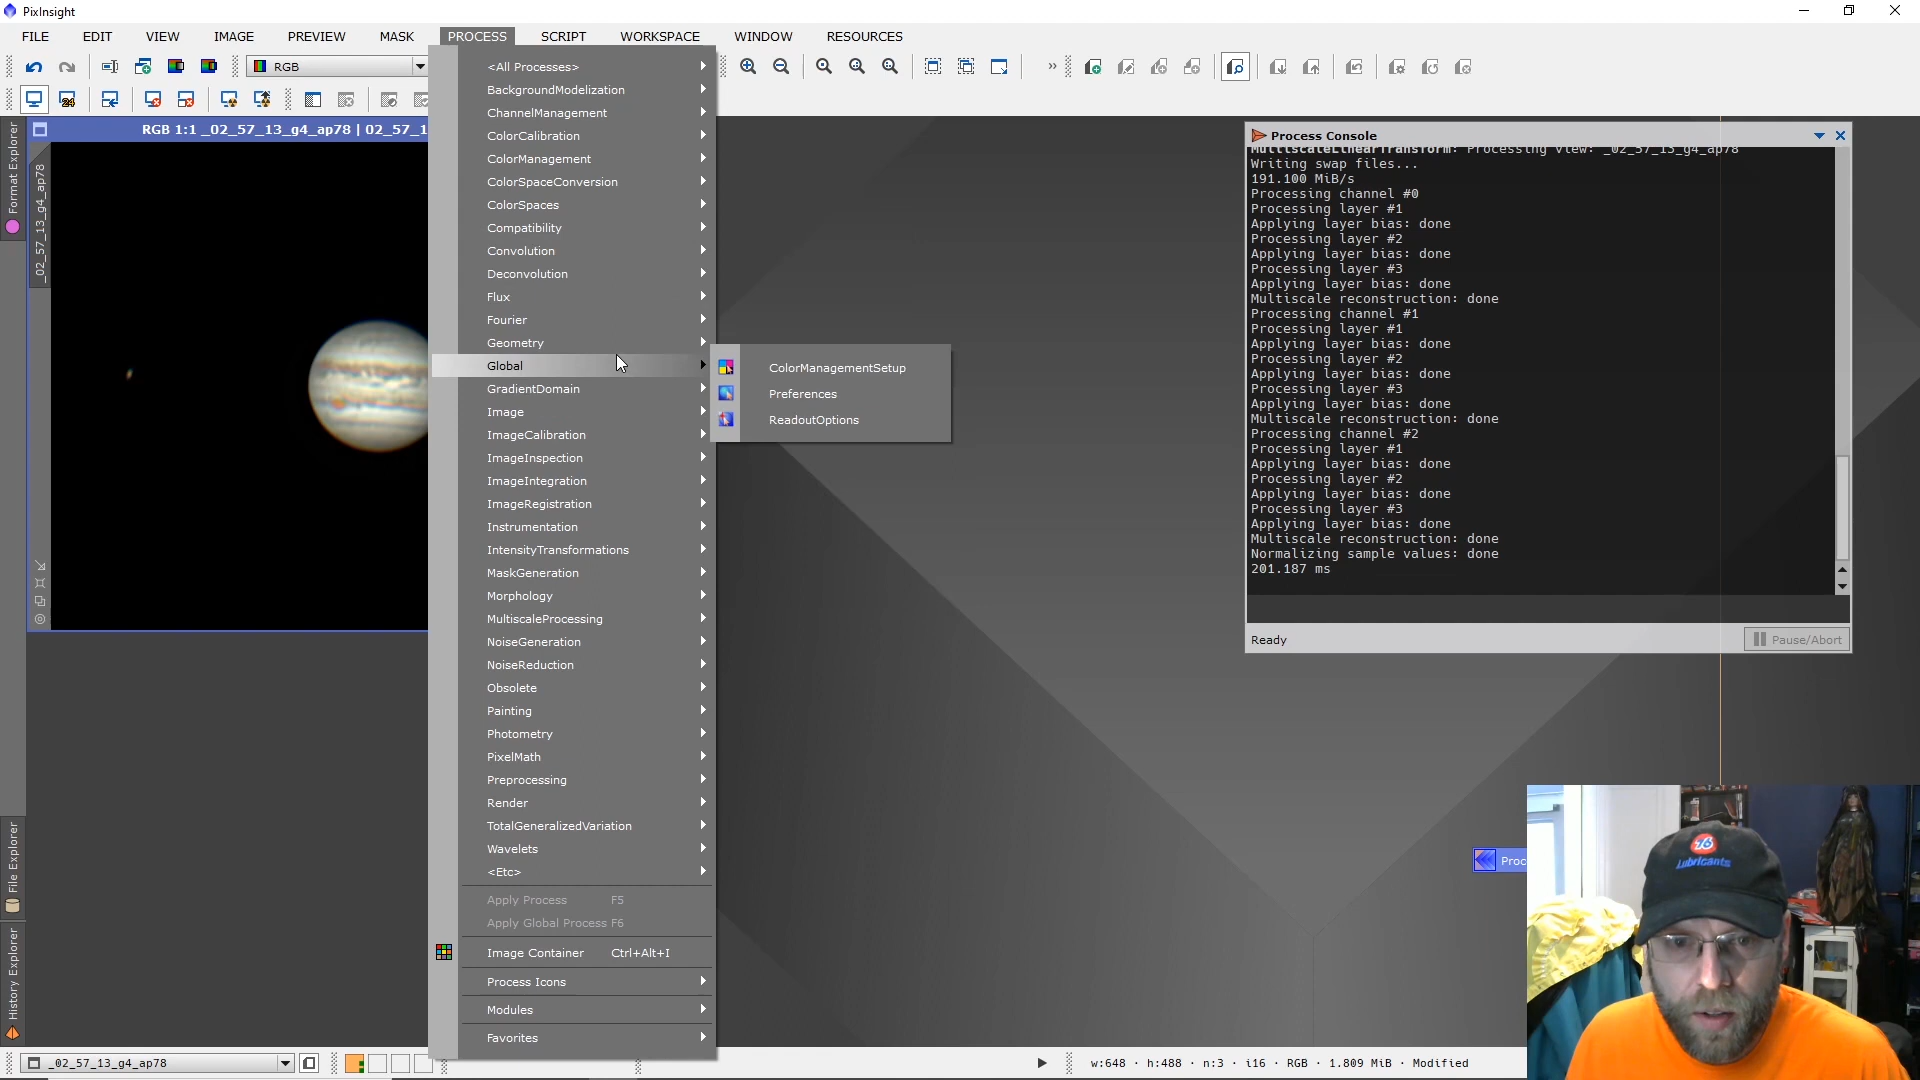 PixInsight
FILE EDIT VIEW IMAGE PREVIEW MASK PROCESS SCRIPT WORKSPACE WINDOW RESOURCES
RGB
24
RGB 1:1 _02_57_13_g4_ap78 | 02_57_1
_02_57_13_g4_ap78
Format Explorer
File Explorer
History Explorer
<All Processes>
BackgroundModelization
ChannelManagement
ColorCalibration
ColorManagement
ColorSpaceConversion
ColorSpaces
Compatibility
Convolution
Deconvolution
Flux
Fourier
Geometry
Global
GradientDomain
Image
ImageCalibration
ImageInspection
ImageIntegration
ImageRegistration
Instrumentation
IntensityTransformations
MaskGeneration
Morphology
MultiscaleProcessing
NoiseGeneration
NoiseReduction
Obsolete
Painting
Photometry
PixelMath
Preprocessing
Render
TotalGeneralizedVariation
Wavelets
<Etc>
Apply Process F5
Apply Global Process F6
Image Container Ctrl+Alt+I
Process Icons
Modules
Favorites
ColorManagementSetup
Preferences
ReadoutOptions
Process Console
MultiscaleLinearTransform: Processing view: _02_57_13_g4_ap78
Writing swap files...
191.100 MiB/s
Processing channel #0
Processing layer #1
Applying layer bias: done
Processing layer #2
Applying layer bias: done
Processing layer #3
Applying layer bias: done
Multiscale reconstruction: done
Processing channel #1
Processing layer #1
Applying layer bias: done
Processing layer #2
Applying layer bias: done
Processing layer #3
Applying layer bias: done
Multiscale reconstruction: done
Processing channel #2
Processing layer #1
Applying layer bias: done
Processing layer #2
Applying layer bias: done
Processing layer #3
Applying layer bias: done
Multiscale reconstruction: done
Normalizing sample values: done
201.187 ms
Ready
Pause/Abort
Proc
76
Lubricants
_02_57_13_g4_ap78
w:648 · h:488 · n:3 · i16 · RGB · 1.809 MiB · Modified